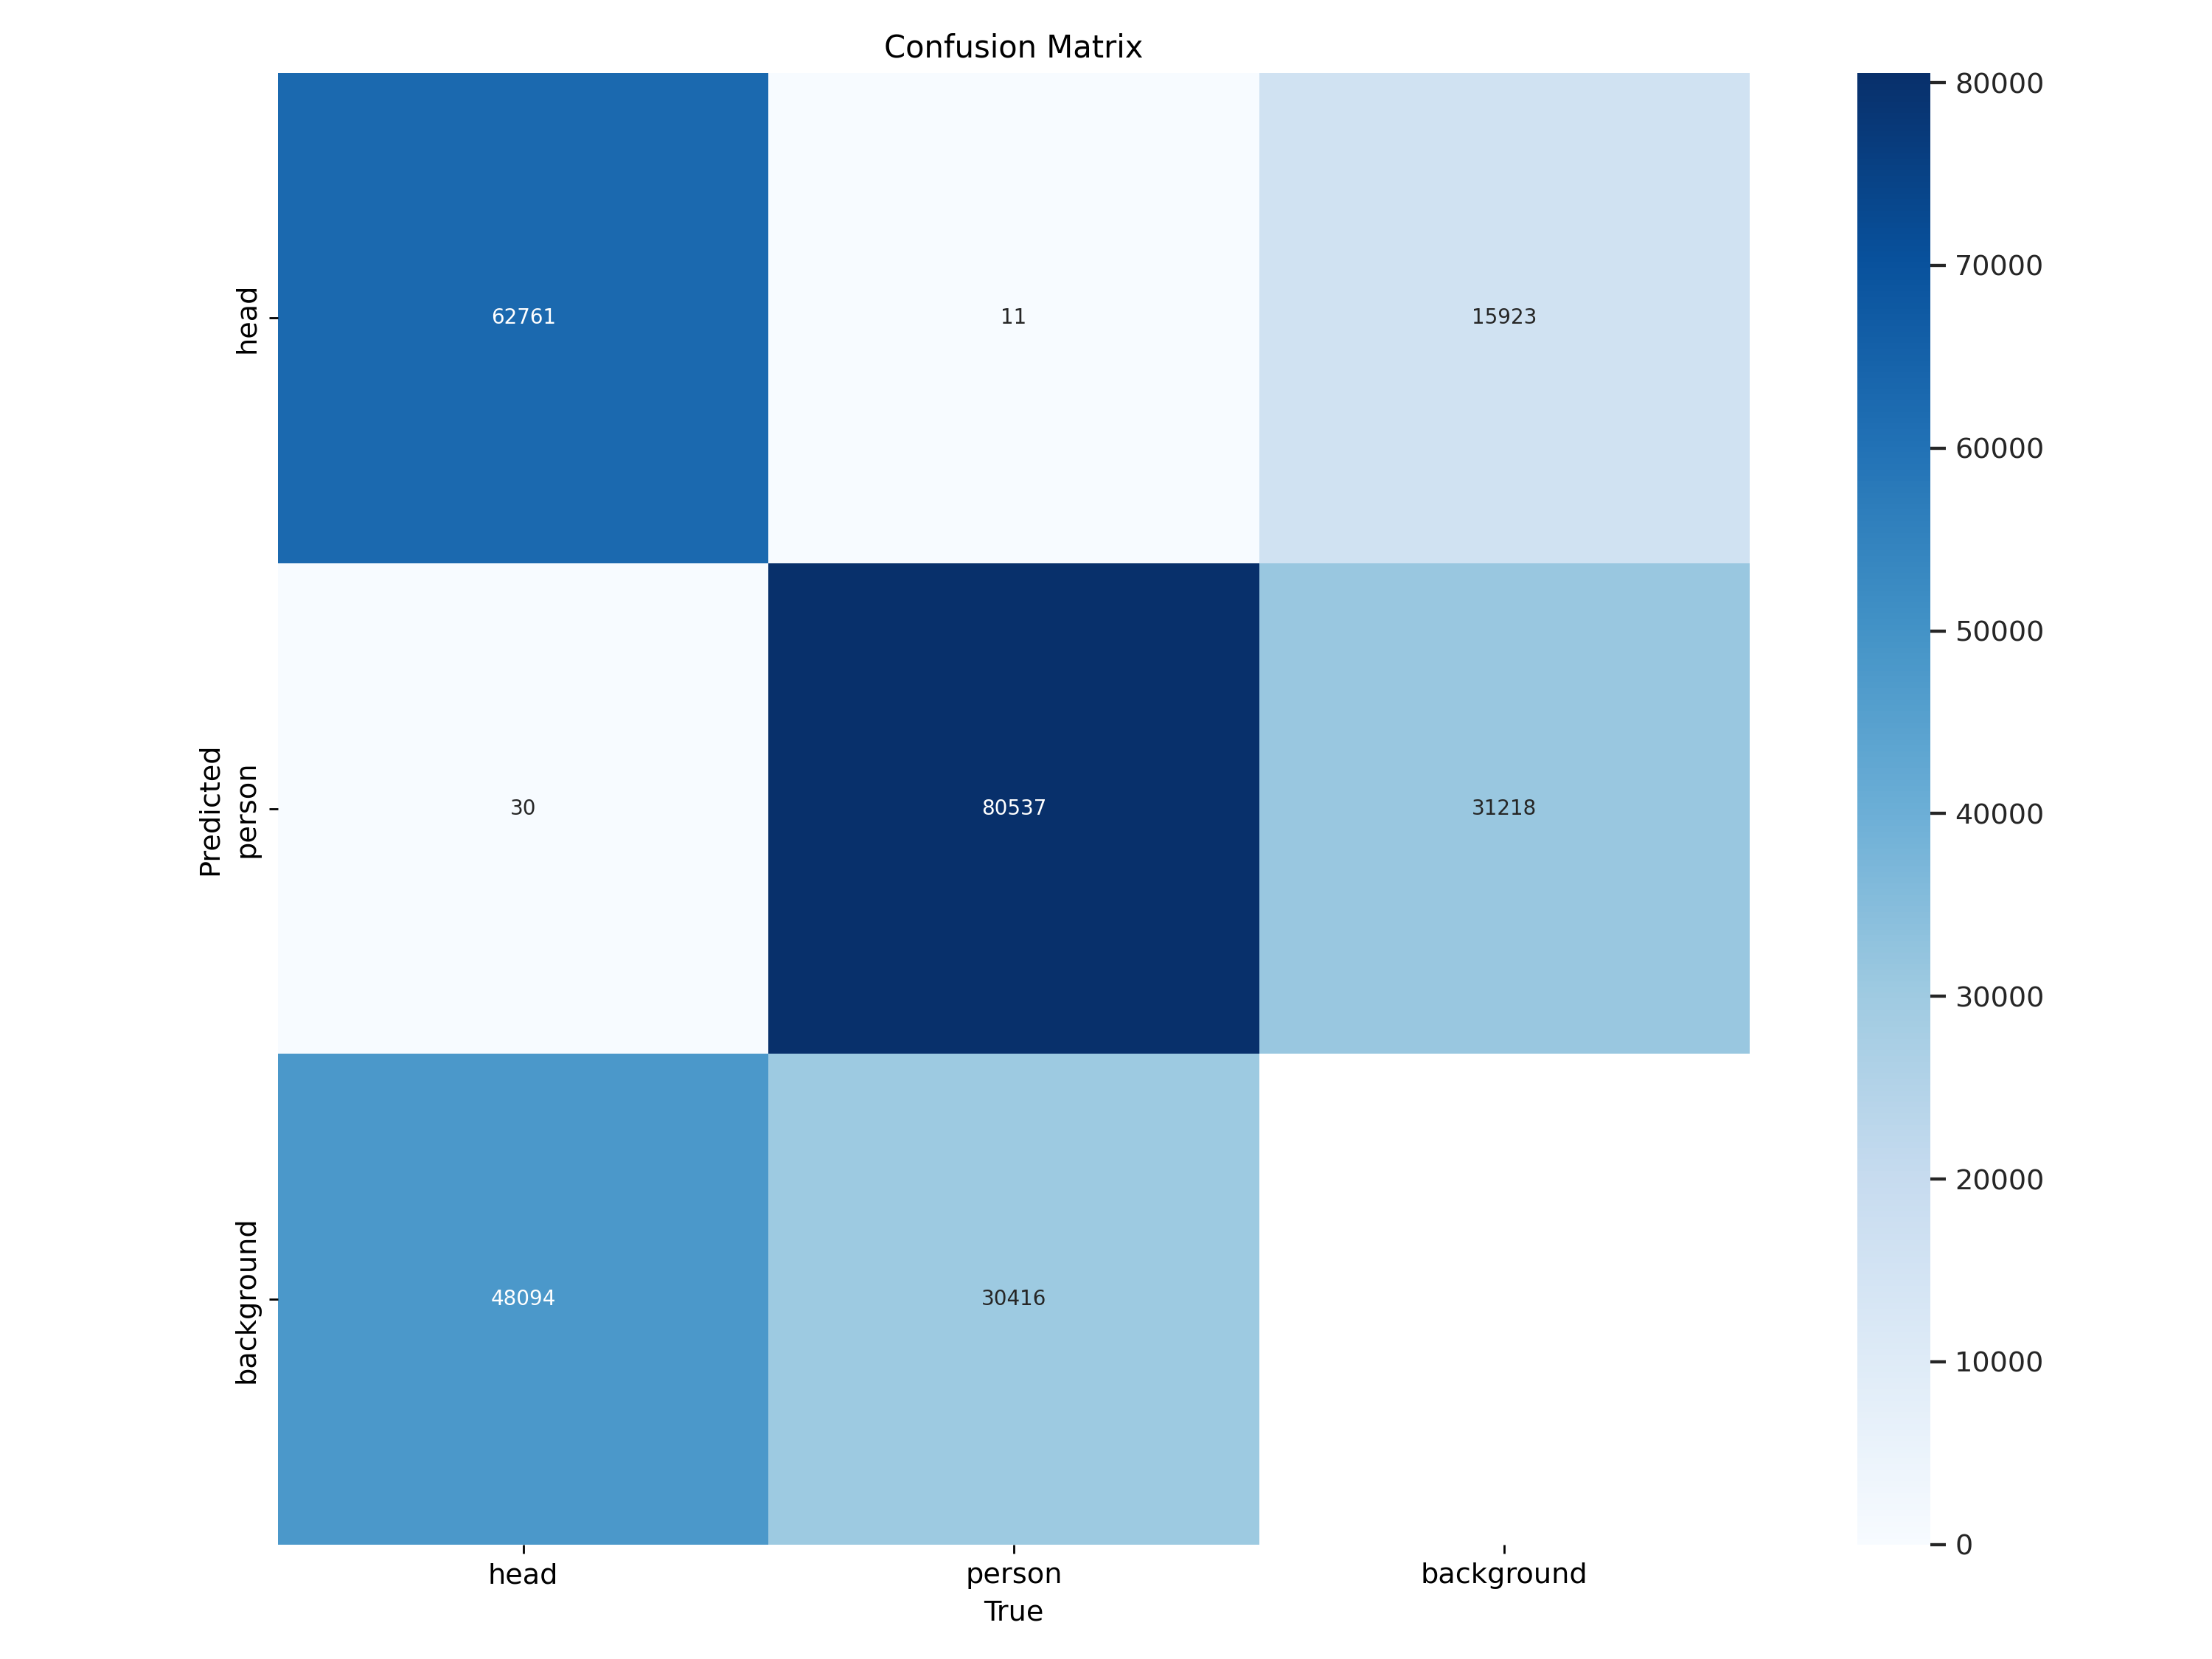 Confusion Matrix
head
62761
11
15923
Predicted
person
30
80537
31218
background
48094
30416
head
person
background
True
80000
70000
60000
50000
40000
30000
20000
10000
0